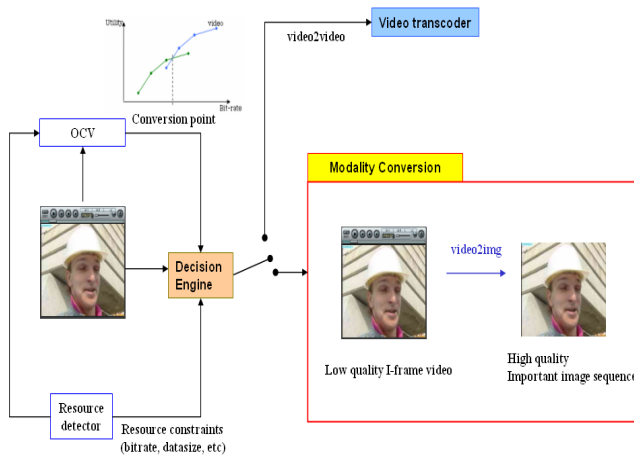 Utility
video
Bit-rate
Conversion point
video2video
Video transcoder
OCV
Modality Conversion
Decision
Engine
video2img
Low quality I-frame video
High quality
Important image sequence
Resource
detector
Resource constraints
(bitrate, datasize, etc)